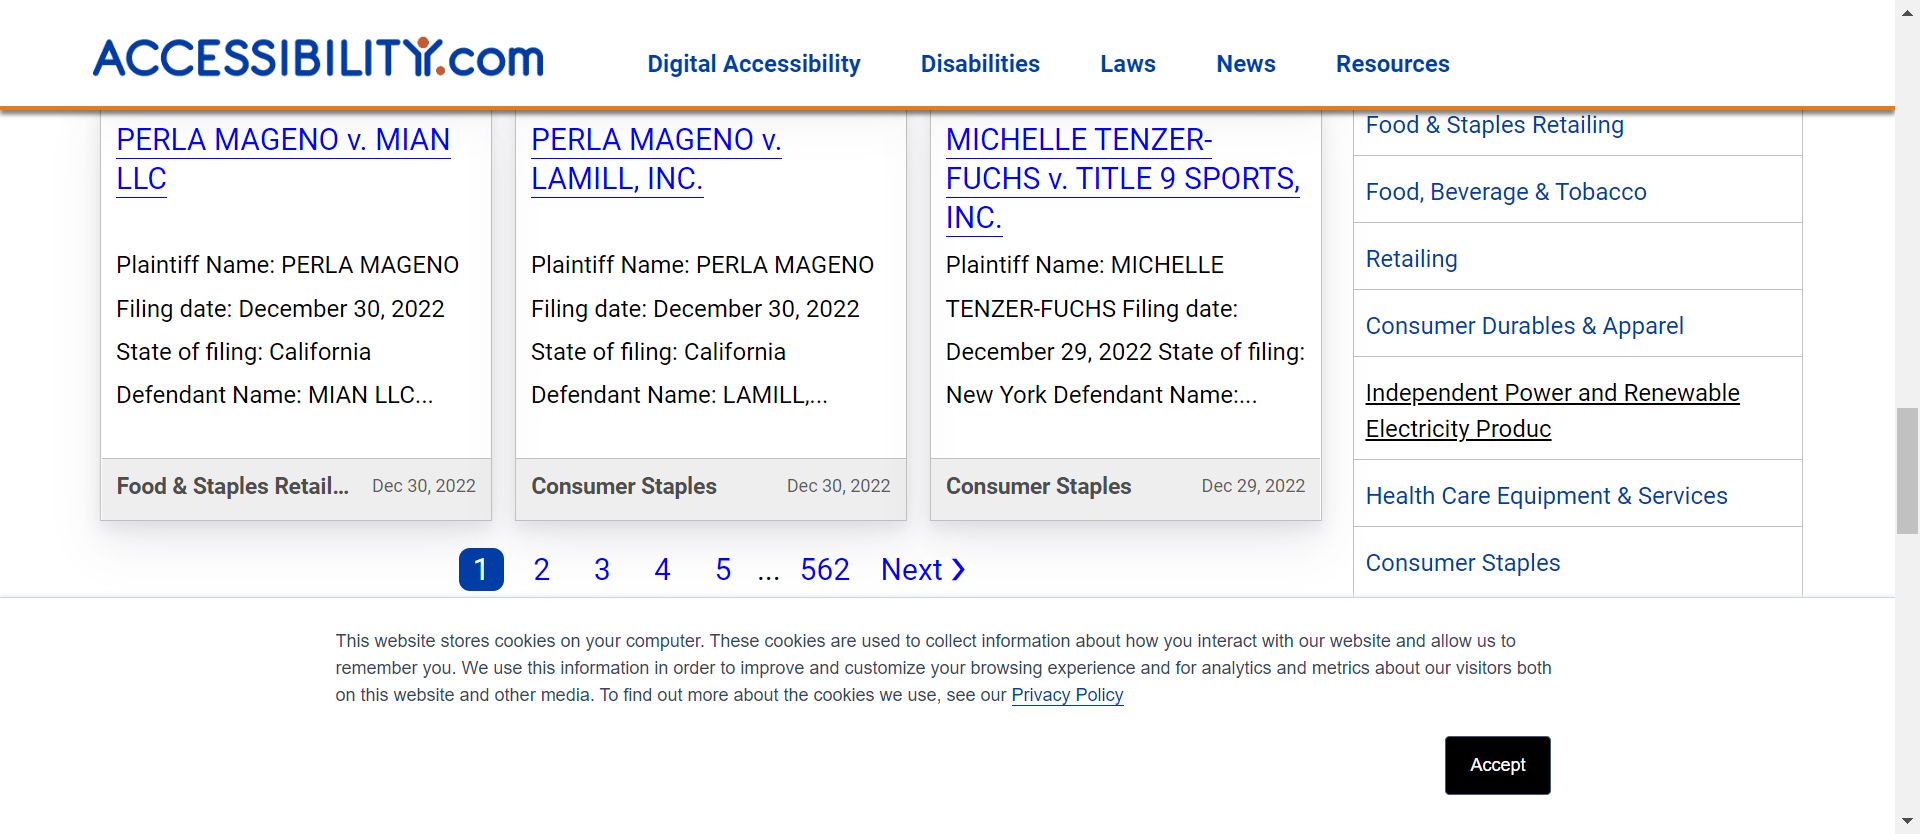 ACCESSIBILITY.com
Digital Accessibility
Disabilities
Laws
News
Resources
PERLA MAGENO v. MIAN
LLC
Plaintiff Name: PERLA MAGENO
Filing date: December 30, 2022
State of filing: California
Defendant Name: MIAN LLC...
Food & Staples Retail...
Dec 30, 2022
PERLA MAGENO v.
LAMILL, INC.
Plaintiff Name: PERLA MAGENO
Filing date: December 30, 2022
State of filing: California
Defendant Name: LAMILL,...
Consumer Staples
Dec 30, 2022
MICHELLE TENZER-
FUCHS v. TITLE 9 SPORTS,
INC.
Plaintiff Name: MICHELLE
TENZER-FUCHS Filing date:
December 29, 2022 State of filing:
New York Defendant Name:...
Consumer Staples
Dec 29, 2022
1 2 3 4 5 ... 562 Next
Food & Staples Retailing
Food, Beverage & Tobacco
Retailing
Consumer Durables & Apparel
Independent Power and Renewable
Electricity Produc
Health Care Equipment & Services
Consumer Staples
This website stores cookies on your computer. These cookies are used to collect information about how you interact with our website and allow us to
remember you. We use this information in order to improve and customize your browsing experience and for analytics and metrics about our visitors both
on this website and other media. To find out more about the cookies we use, see our Privacy Policy
Accept